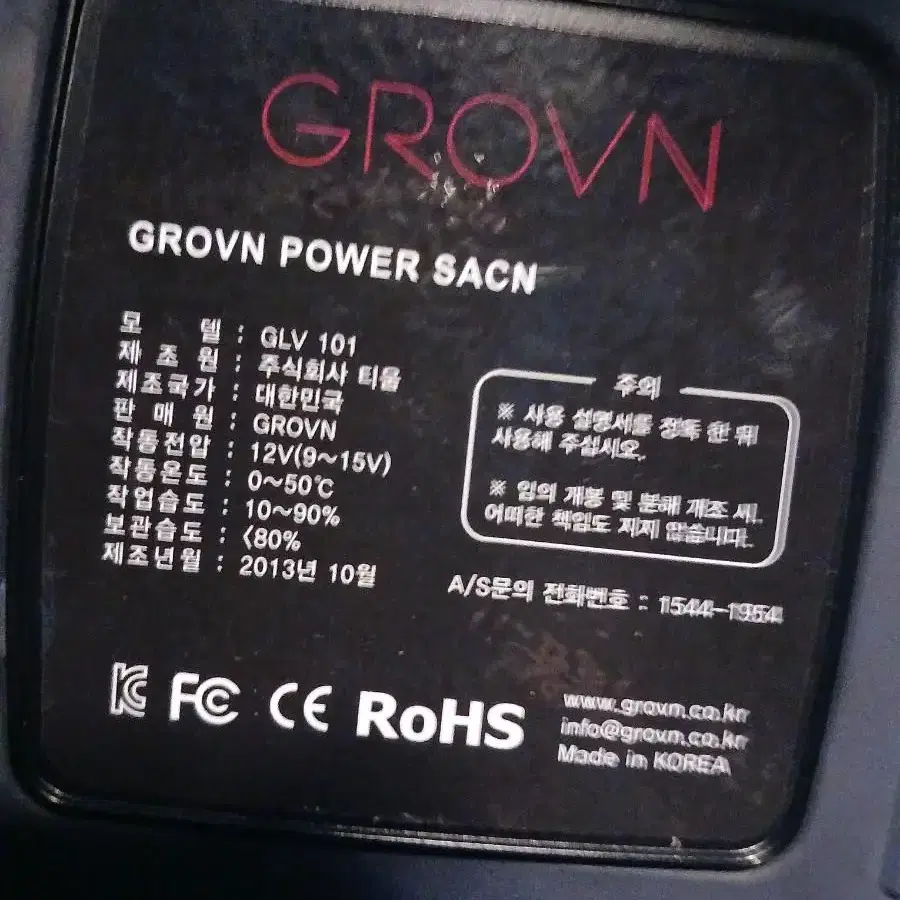 GROVN
GROVN POWER SACN
모 델 : GLV 101
제 조 원 : 주식회사 티울
제조국가 : 대한민국
판 매 원 : GROVN
작동전압 : 12V(9~15V)
작동온도 : 0~50℃
작업습도 : 10~90%
보관습도 : <80%
제조년월 : 2013년 10월
주의
※ 사용 설명서를 정독 한 뒤
사용해 주십시오.
※ 임의 개봉 및 분해 개조 시.
어떠한 책임도 지지 않습니다.
A/S문의 전화번호 : 1544-1954
KC FC CE RoHS
www.grovn.co.kr
info@grovn.co.kr
Made in KOREA